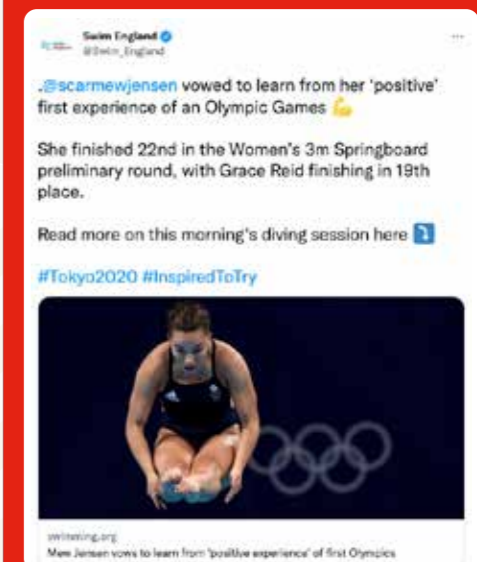 Swim England
@Swim_England
.@scarmewjensen vowed to learn from her 'positive'
first experience of an Olympic Games 💪
She finished 22nd in the Women's 3m Springboard
preliminary round, with Grace Reid finishing in 19th
place.
Read more on this morning's diving session here ⤵️
#Tokyo2020 #InspiredToTry
swimming.org
Mew Jensen vows to learn from 'positive experience' of first Olympics